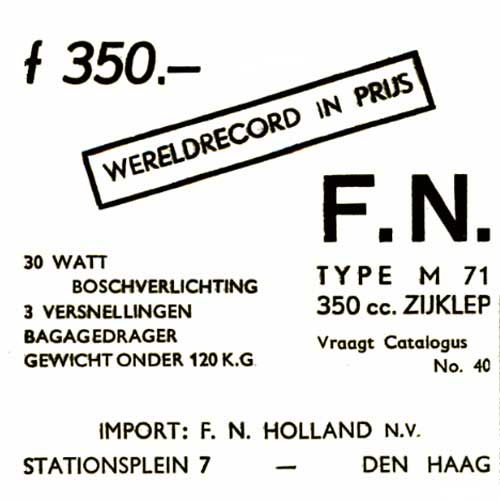 f 350.—
WERELDRECORD IN PRIJS
F.N.
30 WATT
BOSCHVERLICHTING
3 VERSNELLINGEN
BAGAGEDRAGER
GEWICHT ONDER 120 K.G.
TYPE M 71
350 cc. ZIJKLEP
Vraagt Catalogus
No. 40
IMPORT: F. N. HOLLAND N.V.
STATIONSPLEIN 7 — DEN HAAG